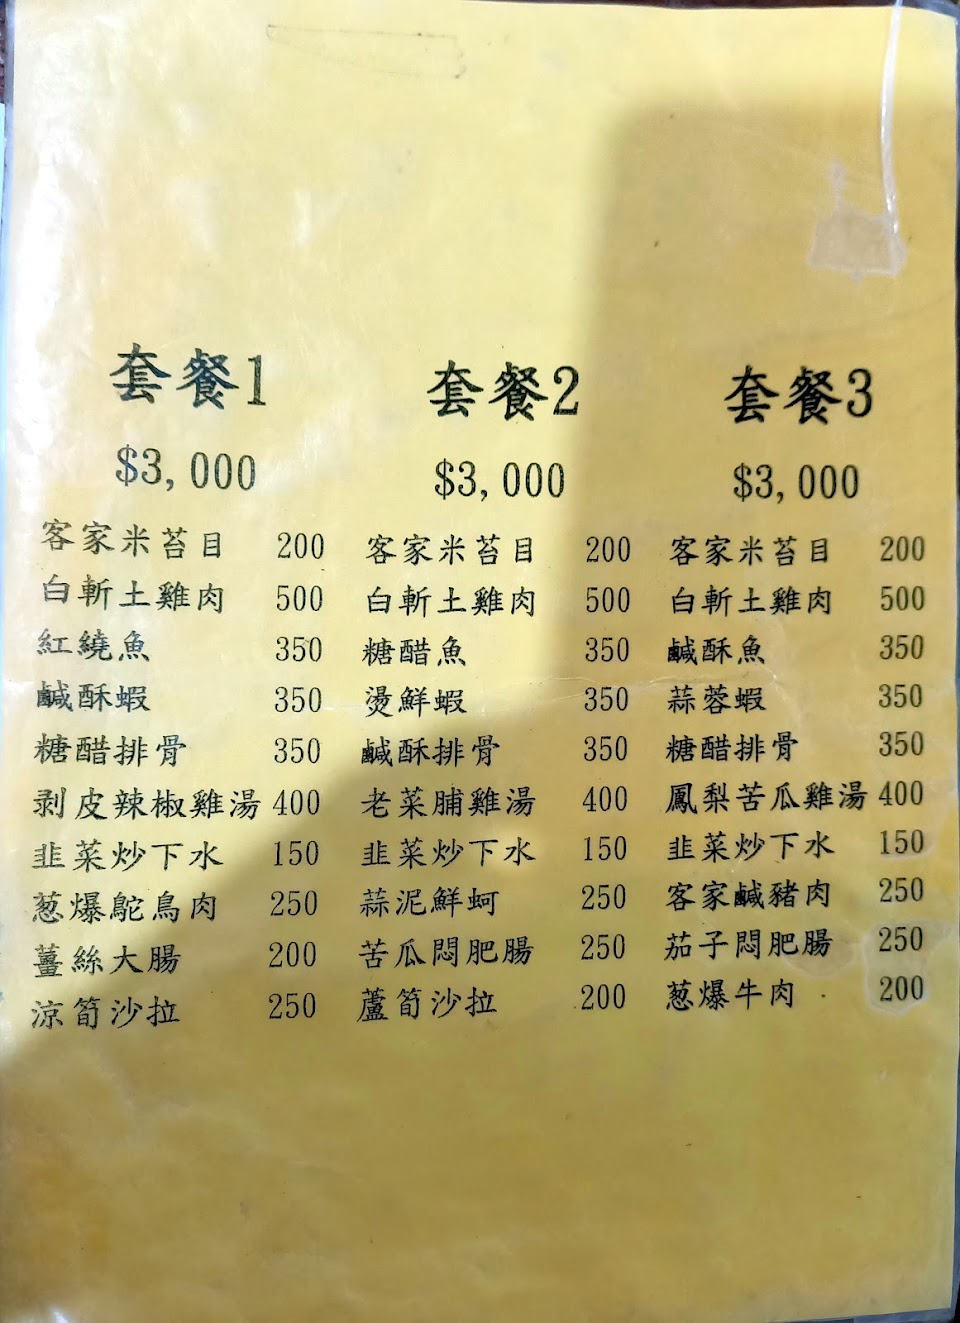 套餐1
$3,000
客家米苔目 200
白斬土雞肉 500
紅繞魚 350
鹹酥蝦 350
糖醋排骨 350
剥皮辣椒雞湯 400
韭菜炒下水 150
葱爆鴕鳥肉 250
薑絲大腸 200
涼筍沙拉 250
套餐2
$3,000
客家米苔目 200
白斬土雞肉 500
糖醋魚 350
燙鮮蝦 350
鹹酥排骨 350
老菜脯雞湯 400
韭菜炒下水 150
蒜泥鮮蚵 250
苦瓜悶肥腸 250
蘆筍沙拉 200
套餐3
$3,000
客家米苔目 200
白斬土雞肉 500
鹹酥魚 350
蒜蓉蝦 350
糖醋排骨 350
鳳梨苦瓜雞湯 400
韭菜炒下水 150
客家鹹豬肉 250
茄子悶肥腸 250
葱爆牛肉 200